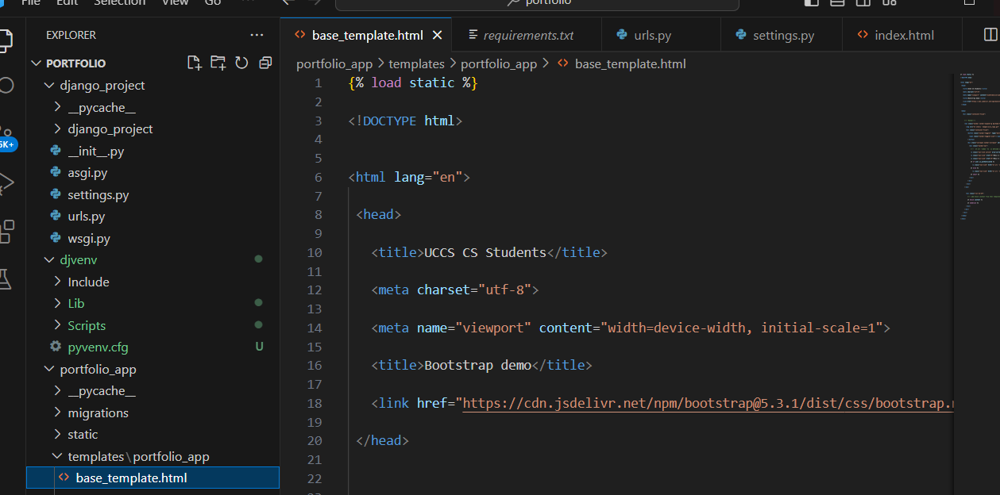 File Edit Selection View Go
portfolio
EXPLORER
PORTFOLIO
django_project
__pycache__
django_project
__init__.py
asgi.py
settings.py
urls.py
wsgi.py
djvenv
Include
Lib
Scripts
pyvenv.cfg U
portfolio_app
__pycache__
migrations
static
templates\portfolio_app
base_template.html
5K+
base_template.html requirements.txt urls.py settings.py index.html
portfolio_app > templates > portfolio_app > base_template.html
1 {% load static %}
2
3 <!DOCTYPE html>
4
5
6 <html lang="en">
7
8 <head>
9
10 <title>UCCS CS Students</title>
11
12 <meta charset="utf-8">
13
14 <meta name="viewport" content="width=device-width, initial-scale=1">
15
16 <title>Bootstrap demo</title>
17
18 <link href="https://cdn.jsdelivr.net/npm/bootstrap@5.3.1/dist/css/bootstrap.
19
20 </head>
21
22